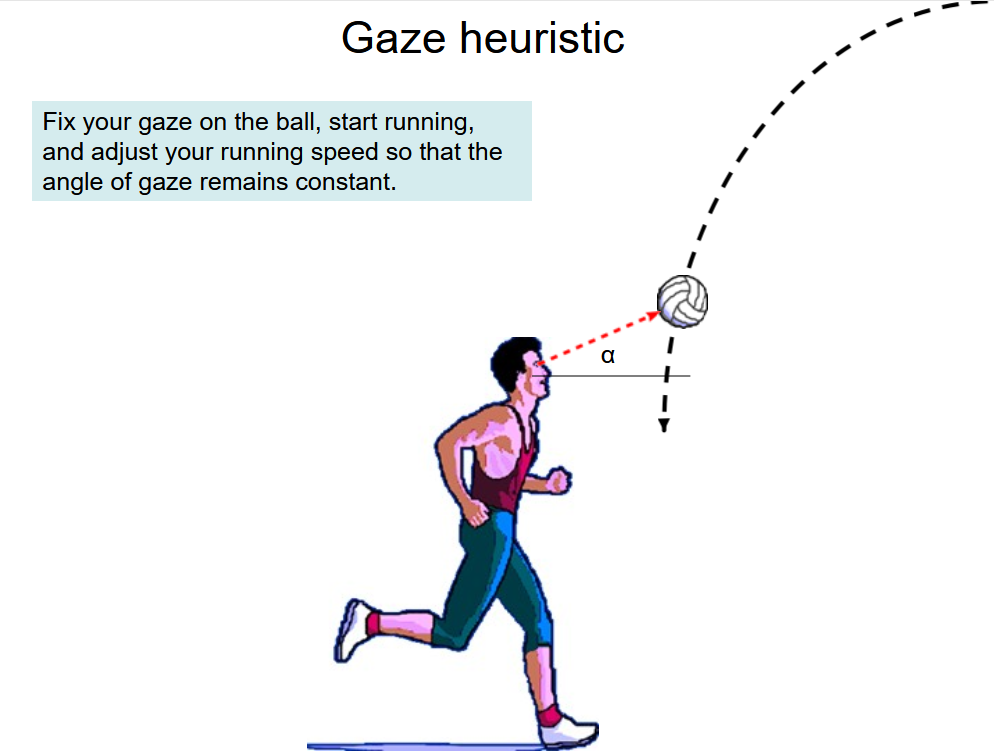 Gaze heuristic
Fix your gaze on the ball, start running,
and adjust your running speed so that the
angle of gaze remains constant.
α